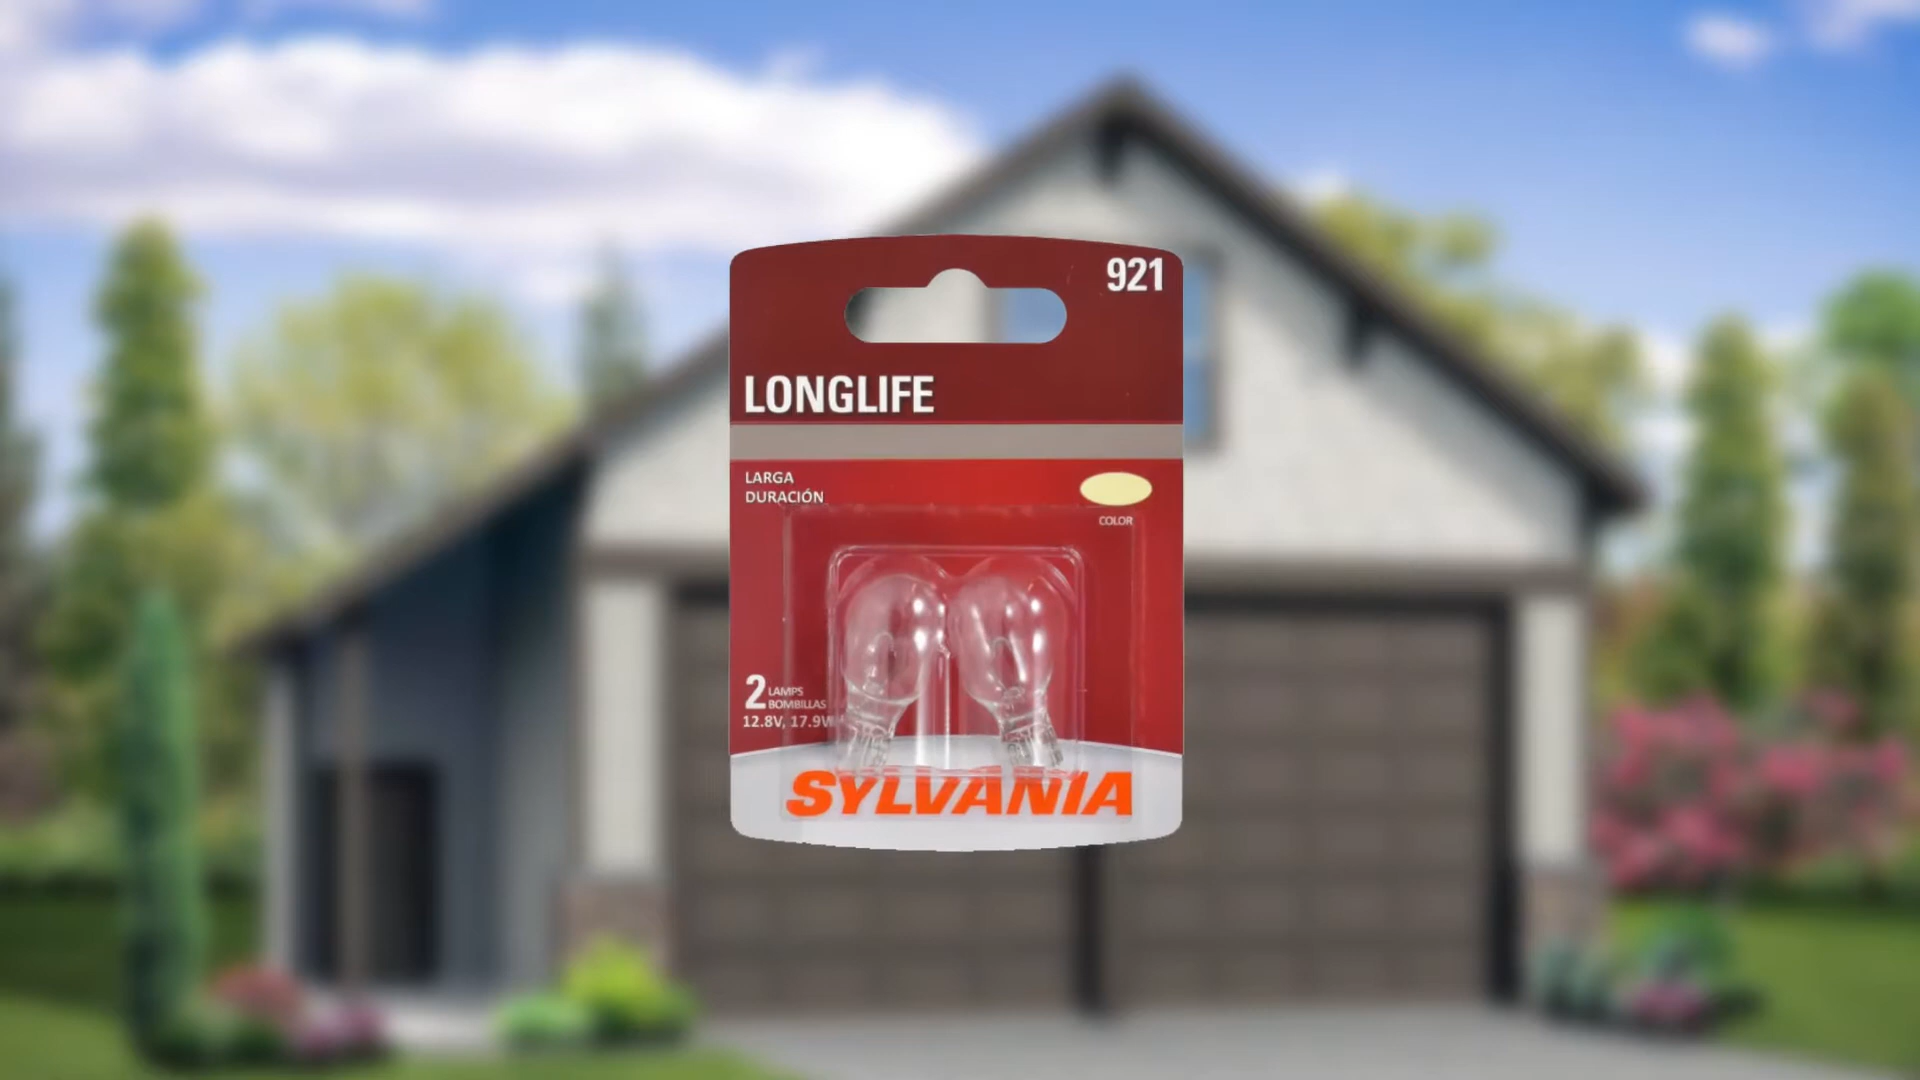 921
LONGLIFE
LARGA
DURACIÓN
COLOR
2 LAMPS
BOMBILLAS
12.8V, 17.9W
SYLVANIA